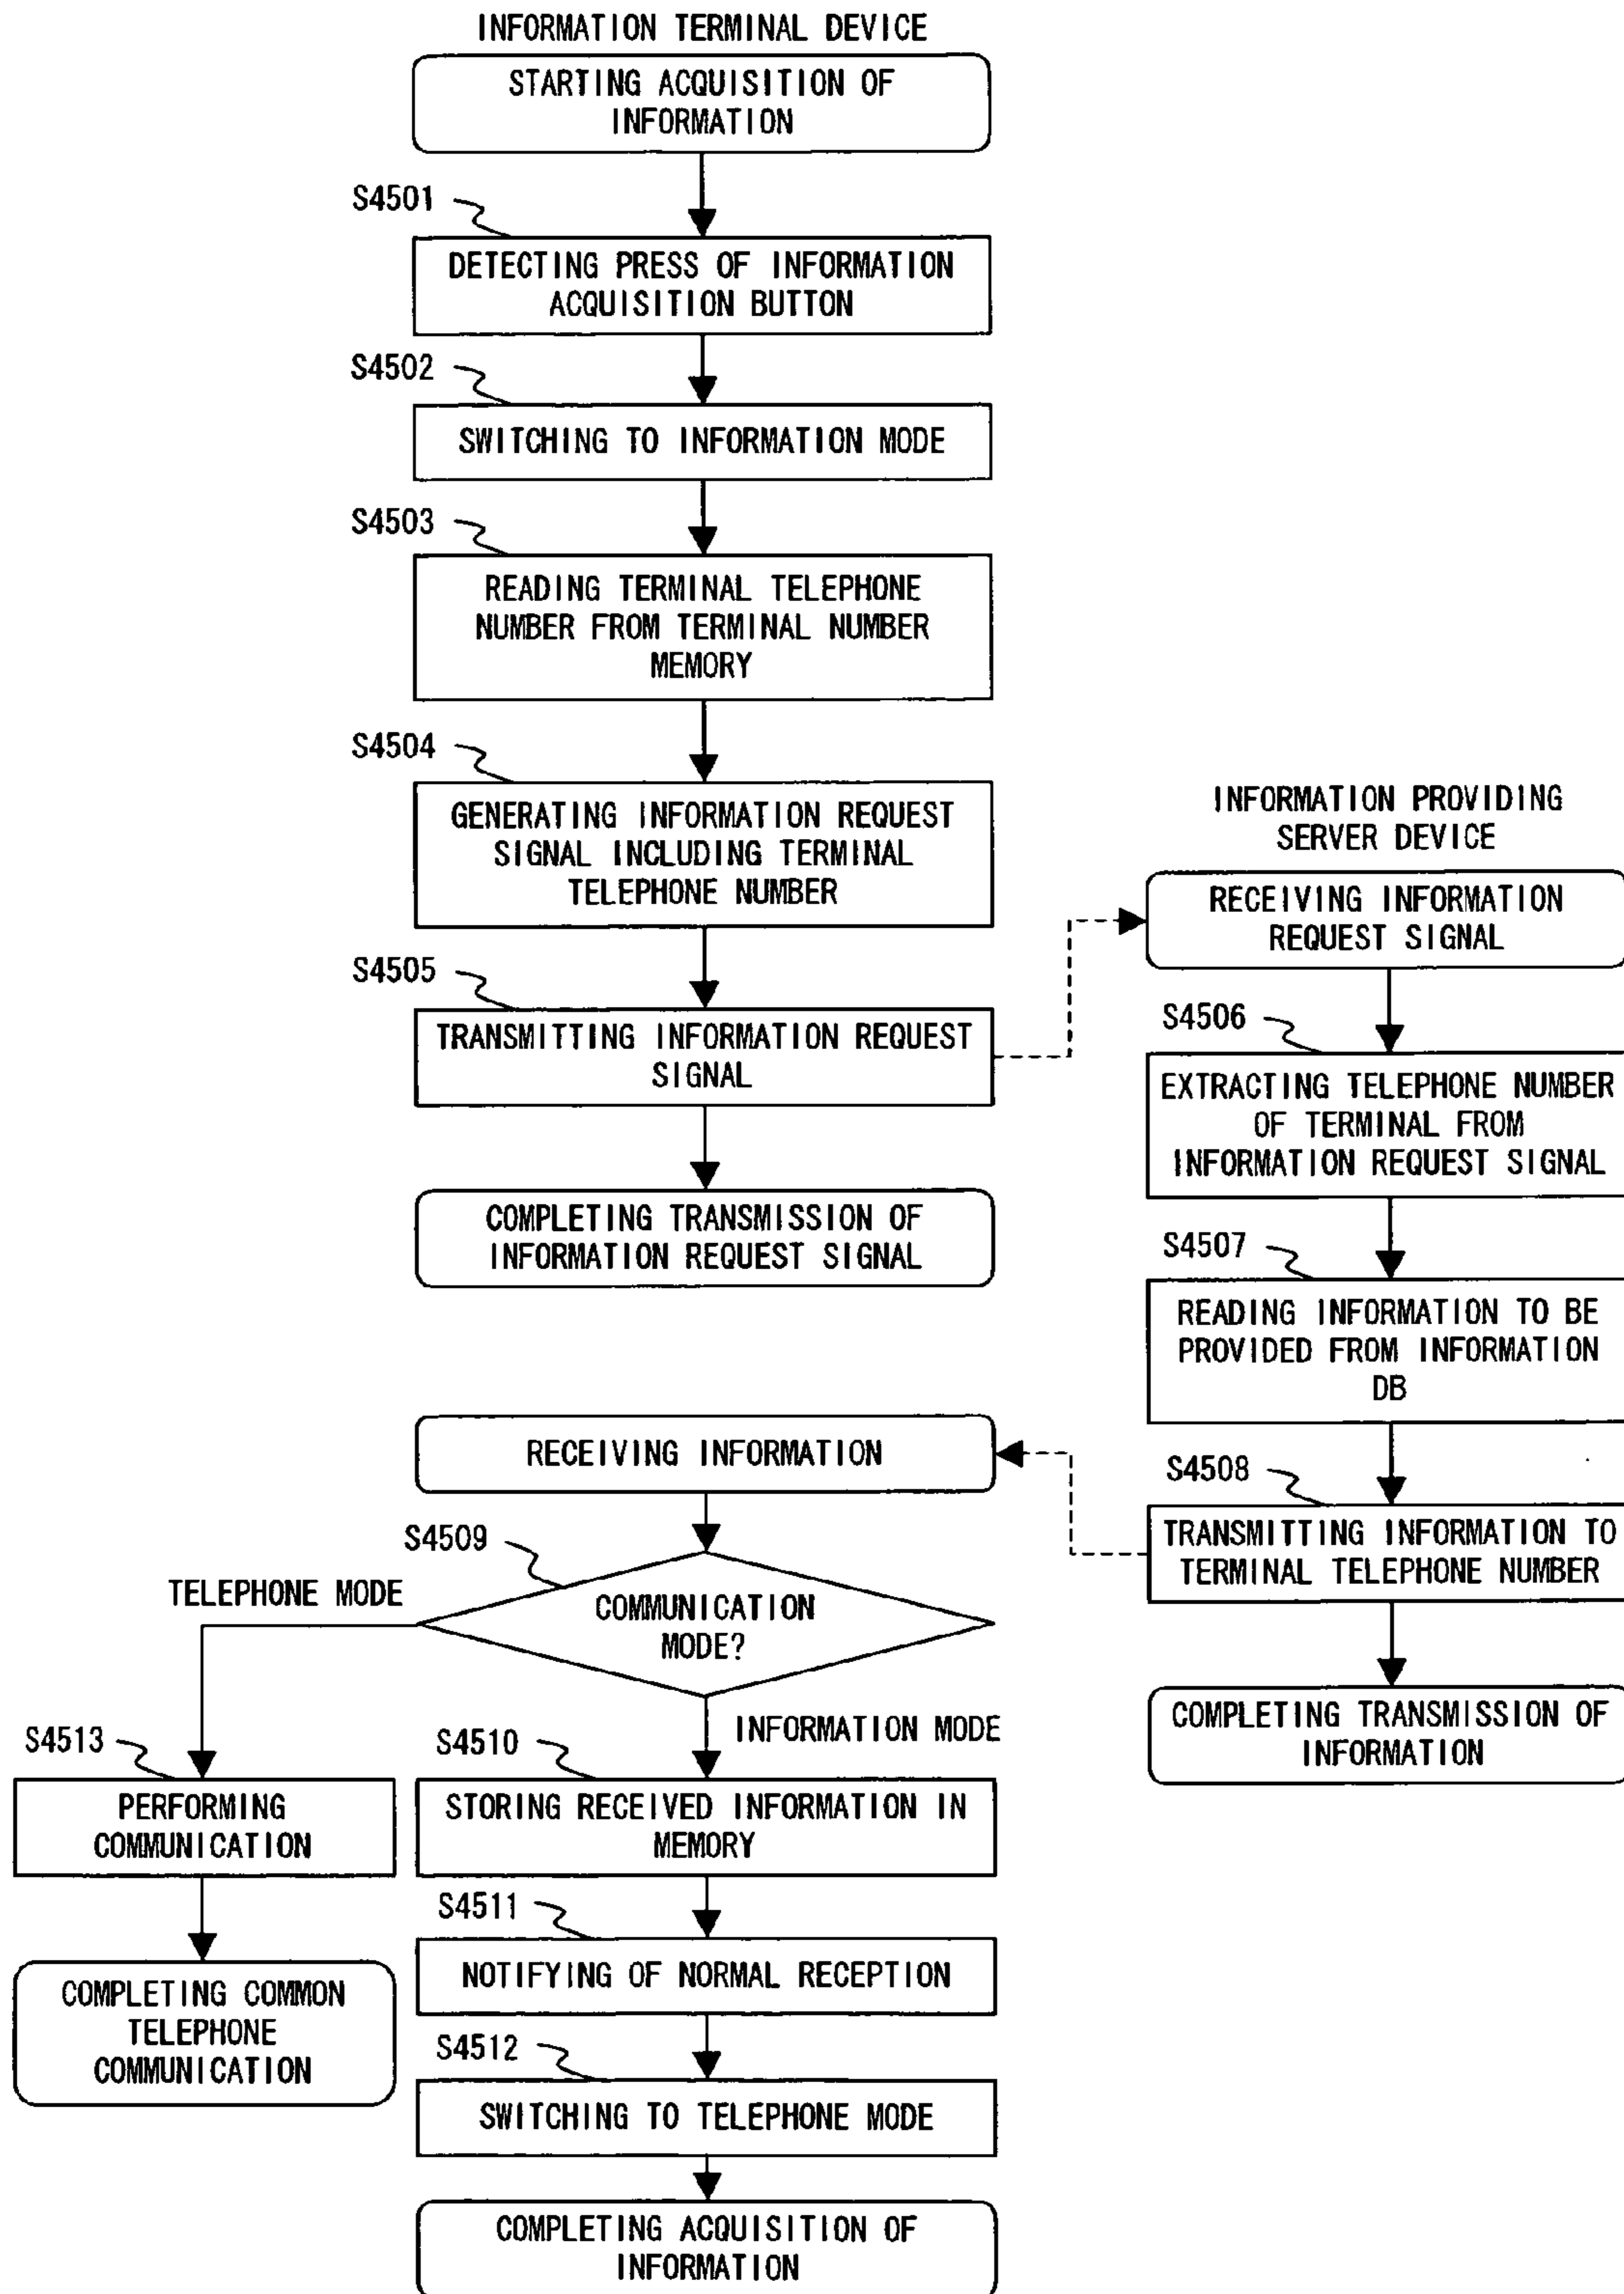 INFORMATION TERMINAL DEVICE
STARTING ACQUISITION OF
INFORMATION
S4501
DETECTING PRESS OF INFORMATION
ACQUISITION BUTTON
S4502
SWITCHING TO INFORMATION MODE
S4503
READING TERMINAL TELEPHONE
NUMBER FROM TERMINAL NUMBER
MEMORY
S4504
GENERATING INFORMATION REQUEST
SIGNAL INCLUDING TERMINAL
TELEPHONE NUMBER
S4505
TRANSMITTING INFORMATION REQUEST
SIGNAL
COMPLETING TRANSMISSION OF
INFORMATION REQUEST SIGNAL
INFORMATION PROVIDING
SERVER DEVICE
RECEIVING INFORMATION
REQUEST SIGNAL
S4506
EXTRACTING TELEPHONE NUMBER
OF TERMINAL FROM
INFORMATION REQUEST SIGNAL
S4507
READING INFORMATION TO BE
PROVIDED FROM INFORMATION
DB
S4508
TRANSMITTING INFORMATION TO
TERMINAL TELEPHONE NUMBER
COMPLETING TRANSMISSION OF
INFORMATION
RECEIVING INFORMATION
S4509
COMMUNICATION
MODE?
TELEPHONE MODE
S4513
PERFORMING
COMMUNICATION
COMPLETING COMMON
TELEPHONE
COMMUNICATION
INFORMATION MODE
S4510
STORING RECEIVED INFORMATION IN
MEMORY
S4511
NOTIFYING OF NORMAL RECEPTION
S4512
SWITCHING TO TELEPHONE MODE
COMPLETING ACQUISITION OF
INFORMATION